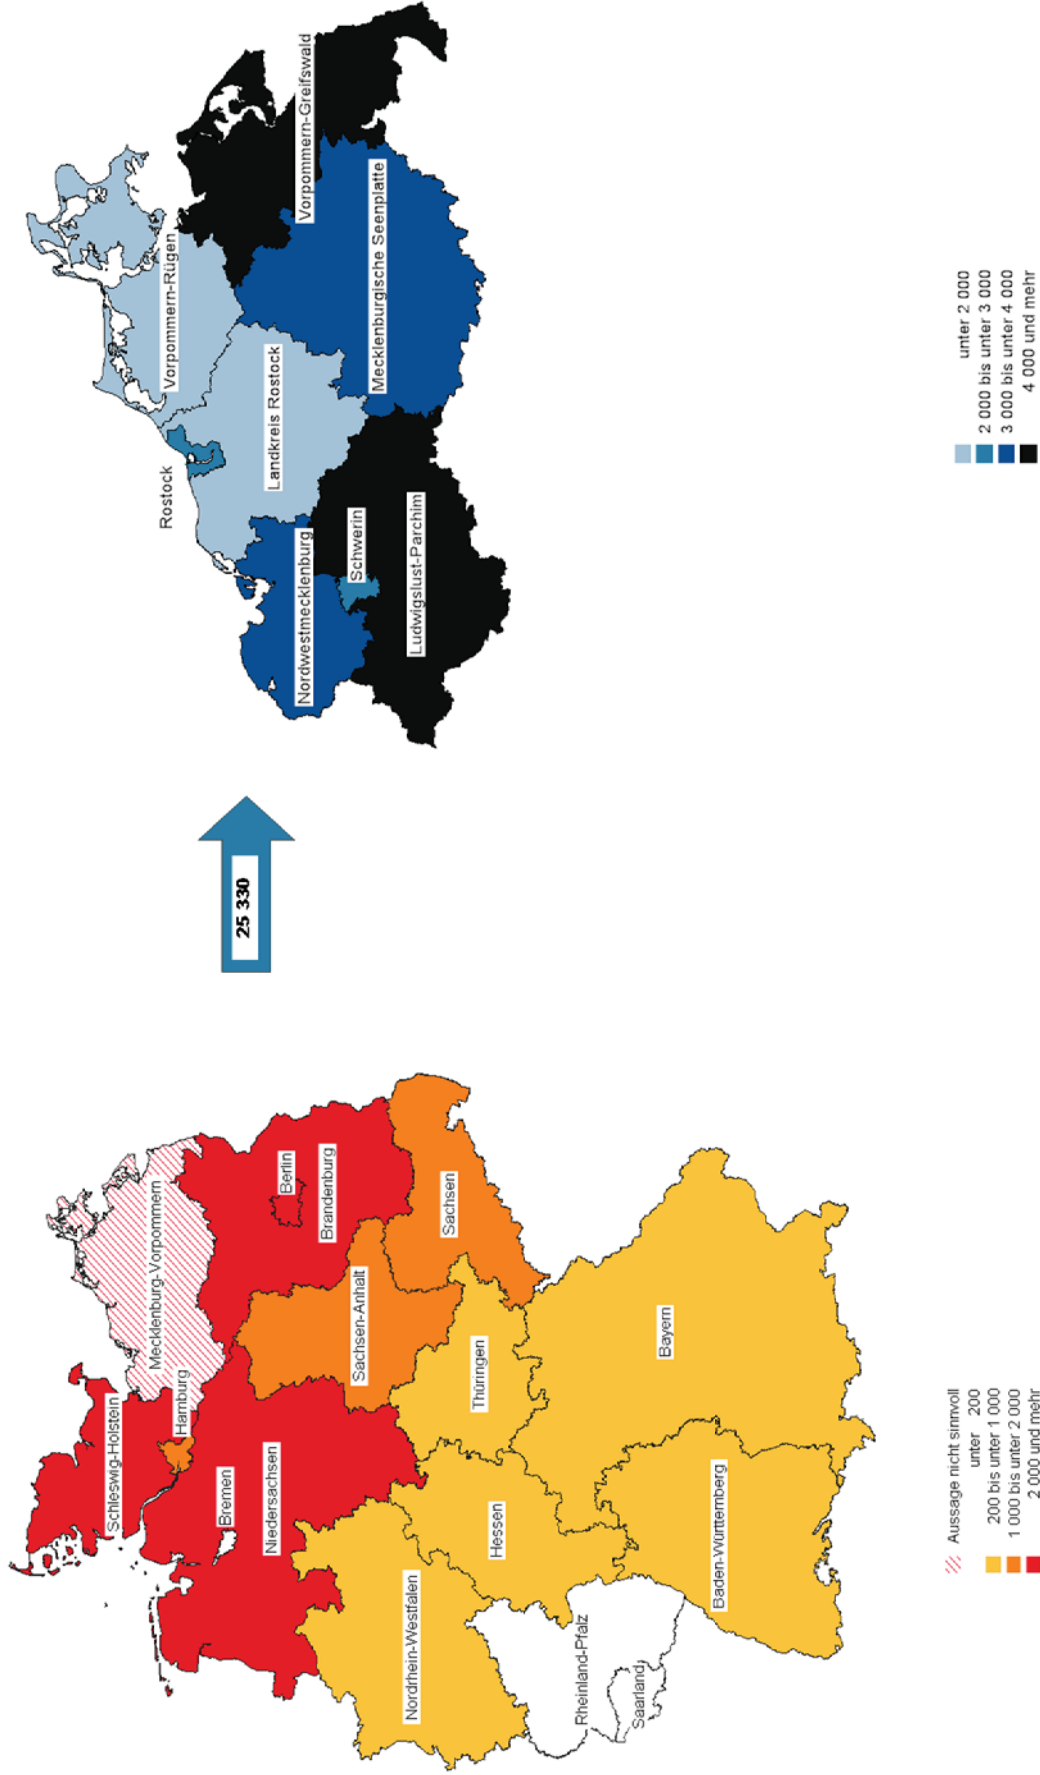 Schleswig-Holstein
Mecklenburg-Vorpommern
Hamburg
Bremen
Niedersachsen
Berlin
Brandenburg
Sachsen-Anhalt
Nordrhein-Westfalen
Sachsen
Thüringen
Hessen
Rheinland-Pfalz
Saarland
Bayern
Baden-Württemberg
Aussage nicht sinnvoll
unter 200
200 bis unter 1 000
1 000 bis unter 2 000
2 000 und mehr
25 330
Rostock
Vorpommern-Rügen
Landkreis Rostock
Nordwestmecklenburg
Vorpommern-Greifswald
Schwerin
Mecklenburgische Seenplatte
Ludwigslust-Parchim
unter 2 000
2 000 bis unter 3 000
3 000 bis unter 4 000
4 000 und mehr